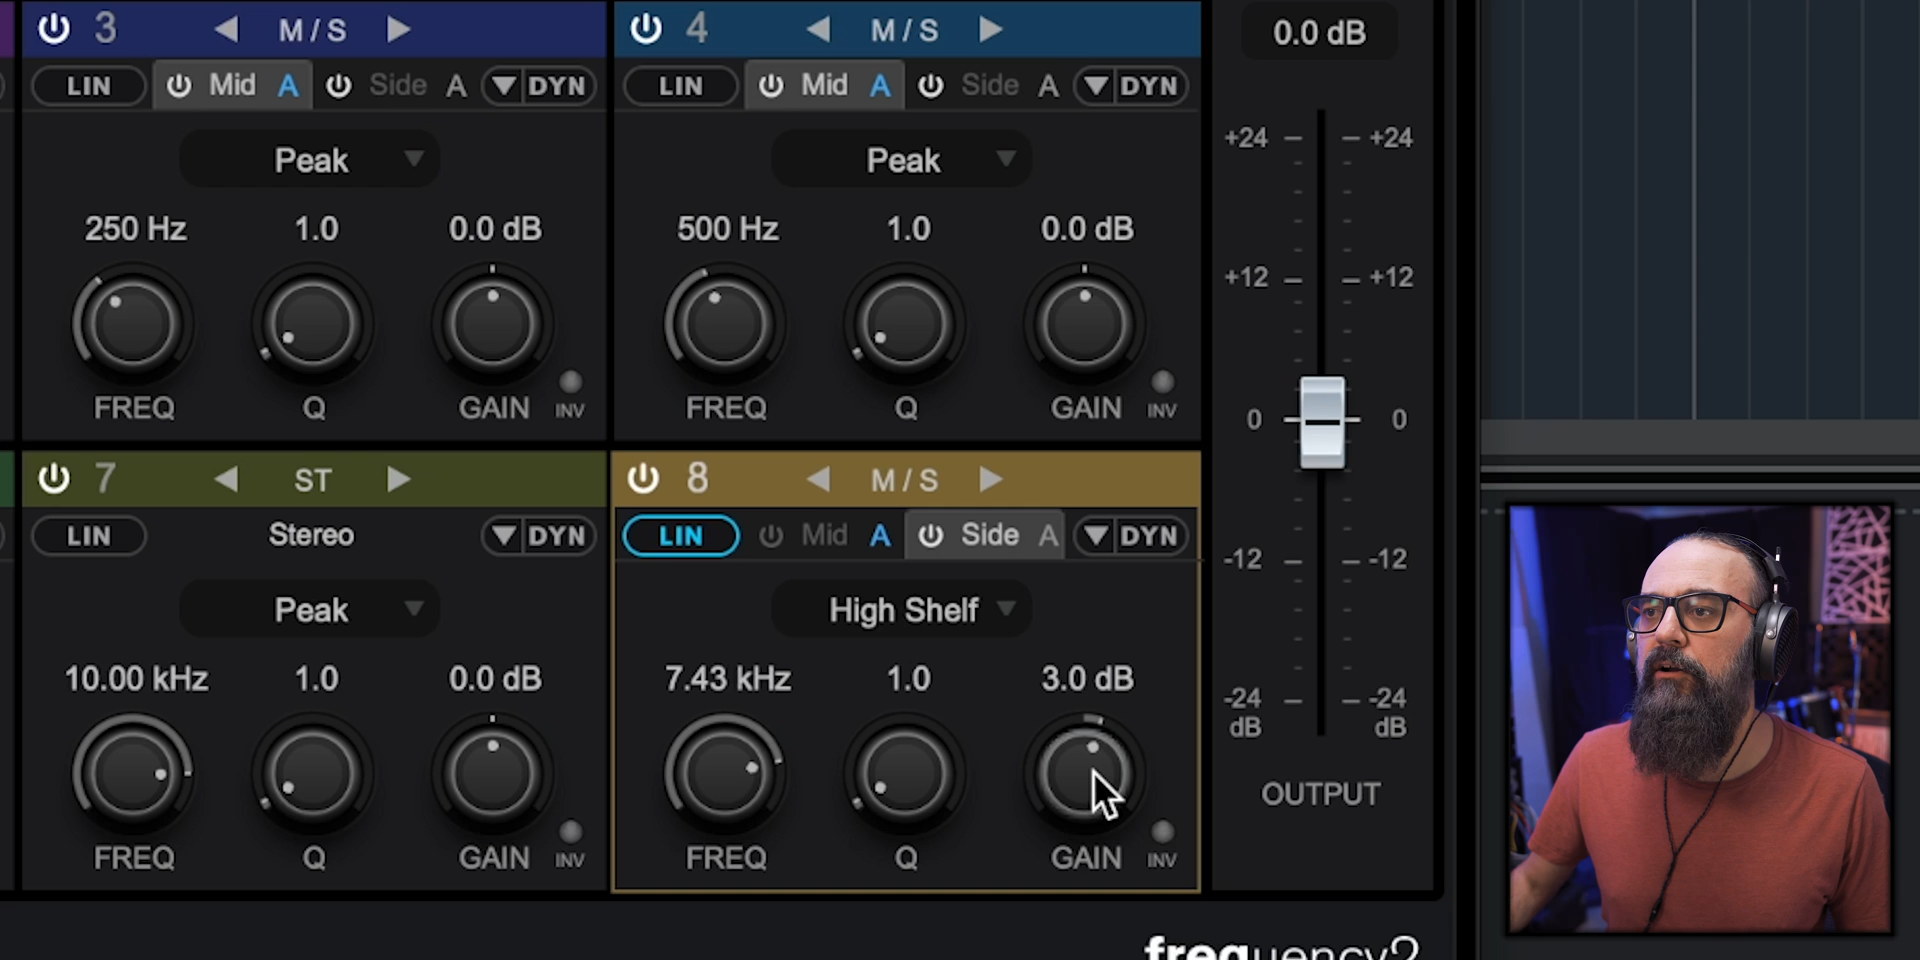 3 M/S
LIN Mid A Side A DYN
Peak
250 Hz 1.0 0.0 dB
FREQ Q GAIN INV
4 M/S
LIN Mid A Side A DYN
Peak
500 Hz 1.0 0.0 dB
FREQ Q GAIN INV
7 ST
LIN Stereo DYN
Peak
10.00 kHz 1.0 0.0 dB
FREQ Q GAIN INV
8 M/S
LIN Mid A Side A DYN
High Shelf
7.43 kHz 1.0 3.0 dB
FREQ Q GAIN INV
0.0 dB
+24 +24
+12 +12
0 0
-12 -12
-24 -24
dB dB
OUTPUT
frequency2